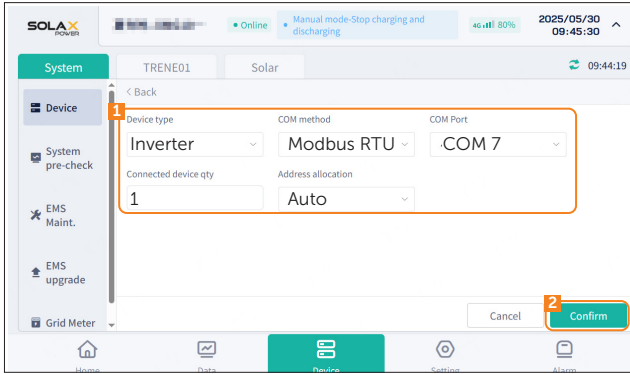 SOLAX
POWER
Online
Manual mode-Stop charging and
discharging
4G 80%
2025/05/30
09:45:30
System
TRENE01
Solar
09:44:19
< Back
Device
System
pre-check
EMS
Maint.
EMS
upgrade
Grid Meter
1
Device type
COM method
COM Port
Inverter
Modbus RTU
COM 7
Connected device qty
Address allocation
1
Auto
2
Cancel
Confirm
Home
Data
Device
Setting
Alarm